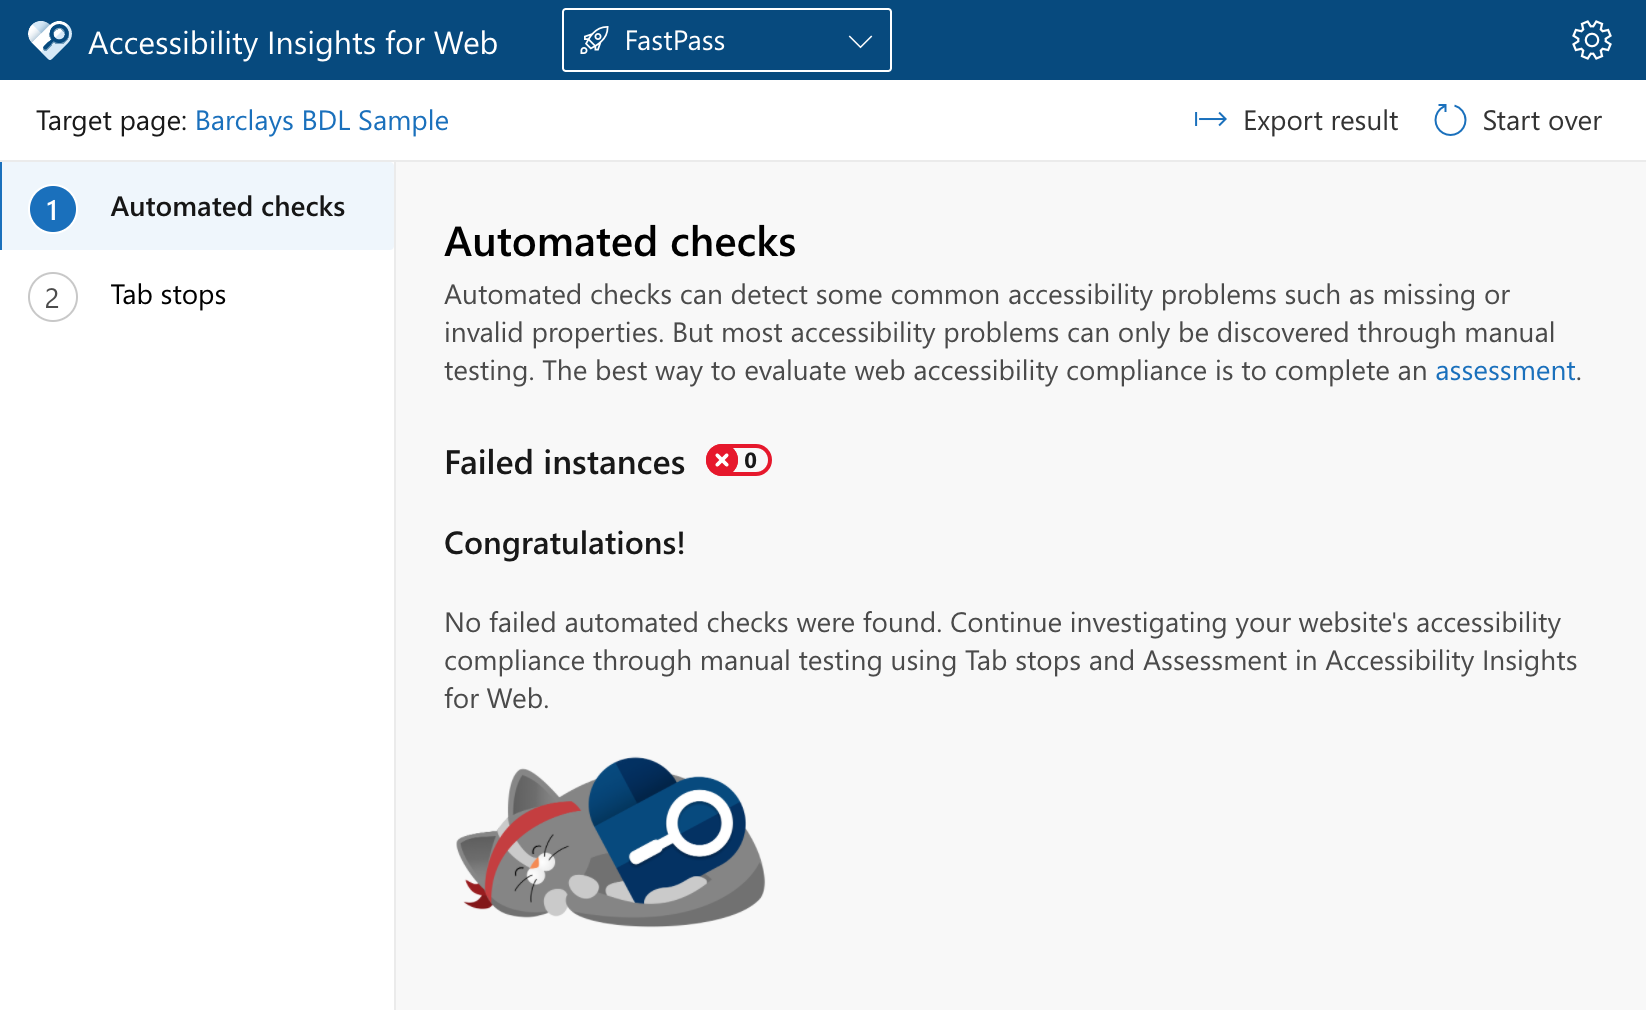 Accessibility Insights for Web
FastPass
Target page: Barclays BDL Sample
Export result
Start over
1
Automated checks
2
Tab stops
Automated checks
Automated checks can detect some common accessibility problems such as missing or
invalid properties. But most accessibility problems can only be discovered through manual
testing. The best way to evaluate web accessibility compliance is to complete an assessment.
Failed instances 0
Congratulations!
No failed automated checks were found. Continue investigating your website's accessibility
compliance through manual testing using Tab stops and Assessment in Accessibility Insights
for Web.